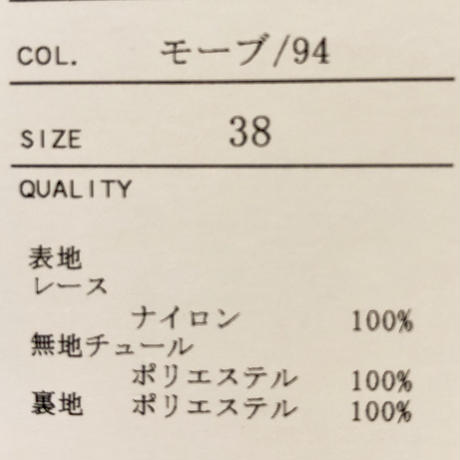 COL. モーブ/94
SIZE 38
QUALITY
表地
レース
ナイロン 100%
無地チュール
ポリエステル 100%
裏地 ポリエステル 100%